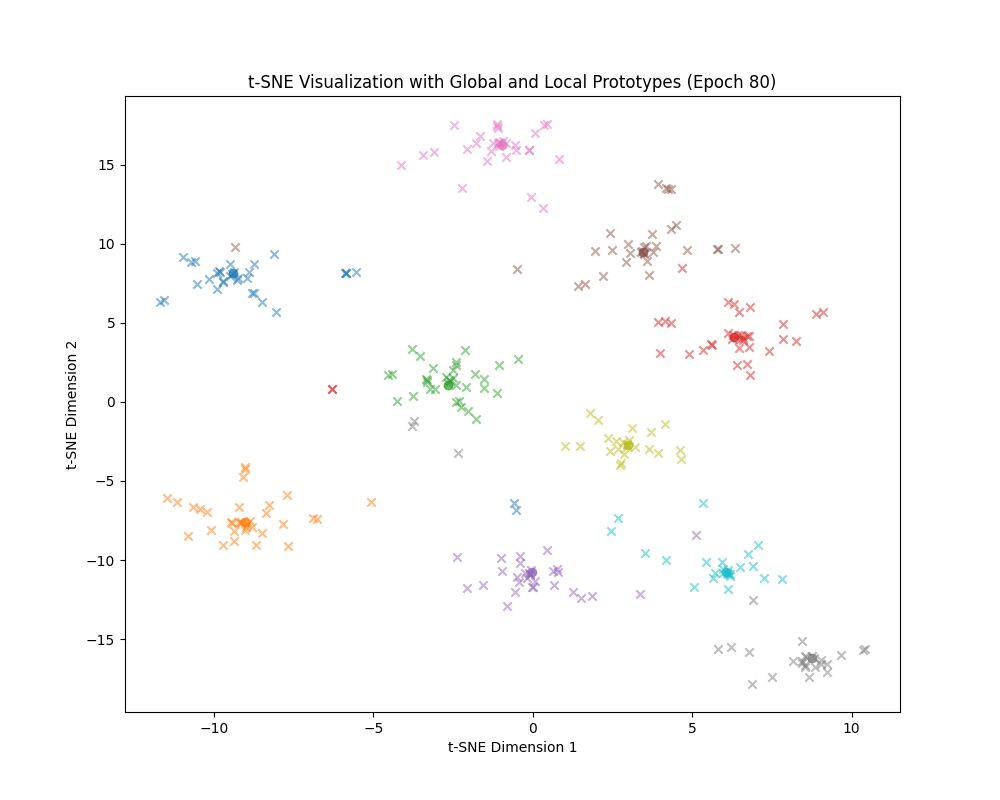 t-SNE Visualization with Global and Local Prototypes (Epoch 80)
15
10
5
0
−5
−10
−15
t-SNE Dimension 2
−10 −5 0 5 10
t-SNE Dimension 1